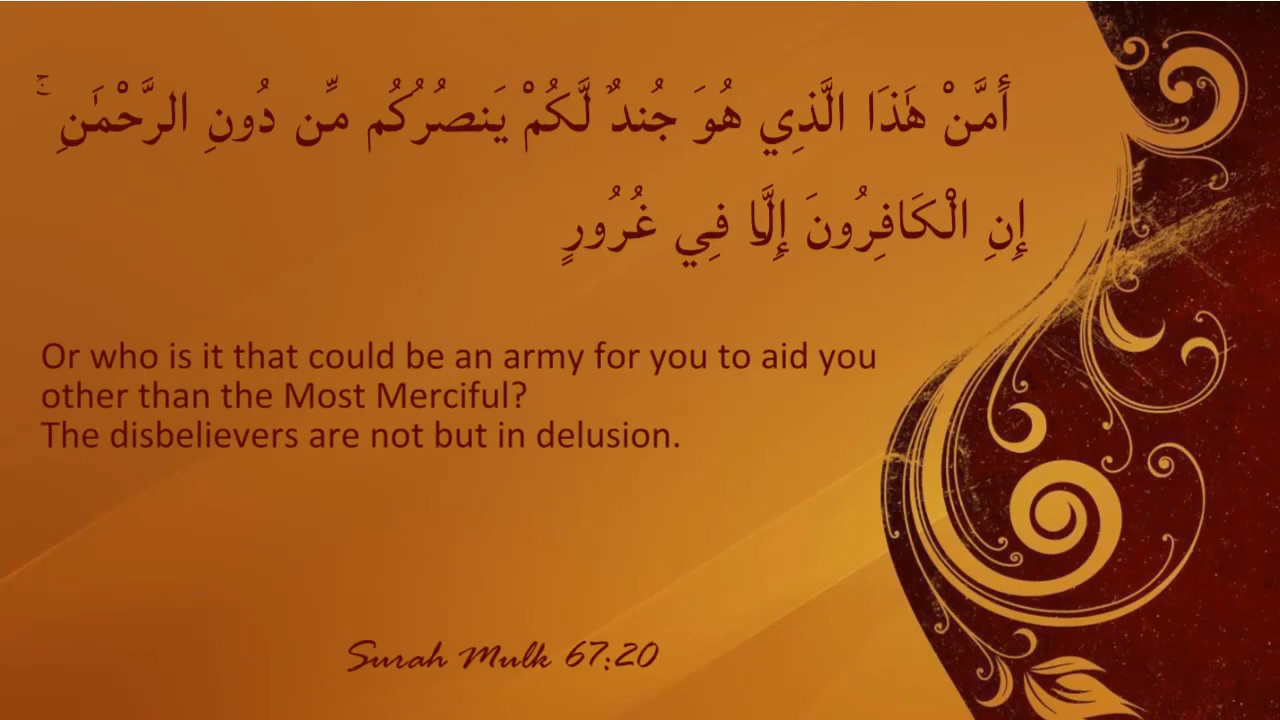 أَمَّنْ هَٰذَا الَّذِي هُوَ جُندٌ لَّكُمْ يَنصُرُكُم مِّن دُونِ الرَّحْمَٰنِ ۚ
إِنِ الْكَافِرُونَ إِلَّا فِي غُرُورٍ
Or who is it that could be an army for you to aid you
other than the Most Merciful?
The disbelievers are not but in delusion.
Surah Mulk 67:20